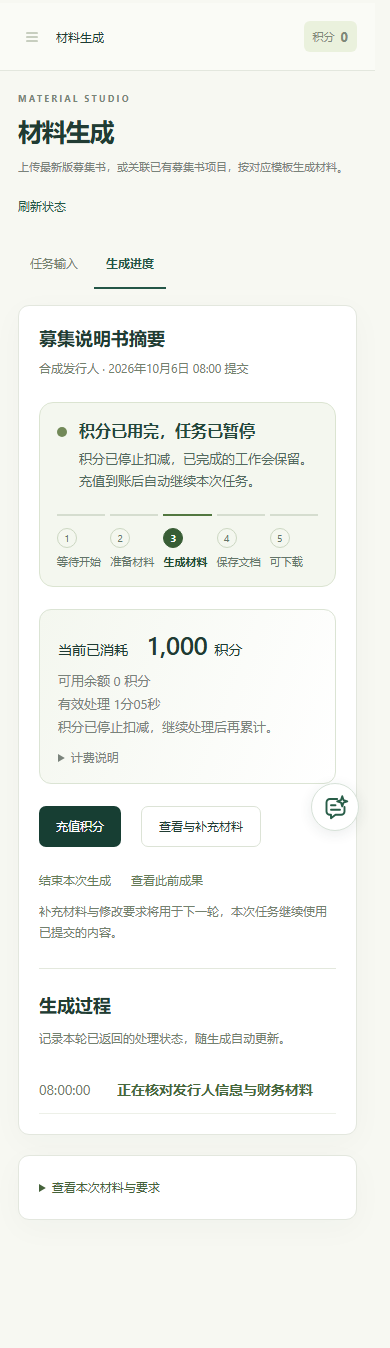 材料生成
积分 0
MATERIAL STUDIO
材料生成
上传最新版募集书，或关联已有募集书项目，按对应模板生成材料。
刷新状态
任务输入 生成进度
募集说明书摘要
合成发行人 · 2026年10月6日 08:00 提交
积分已用完，任务已暂停
积分已停止扣减，已完成的工作会保留。
充值到账后自动继续本次任务。
1 2 3 4 5
等待开始 准备材料 生成材料 保存文档 可下载
当前已消耗 1,000 积分
可用余额 0 积分
有效处理 1分05秒
积分已停止扣减，继续处理后再累计。
计费说明
充值积分 查看与补充材料
结束本次生成 查看此前成果
补充材料与修改要求将用于下一轮，本次任务继续使用
已提交的内容。
生成过程
记录本轮已返回的处理状态，随生成自动更新。
08:00:00 正在核对发行人信息与财务材料
查看本次材料与要求